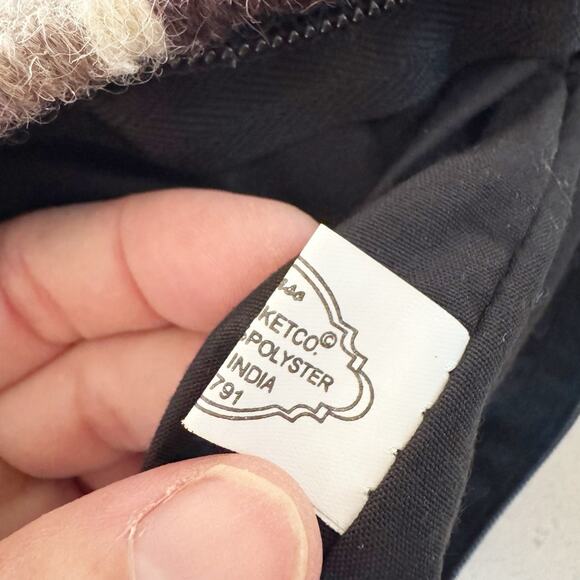 KETCO.©
&POLYSTER
INDIA
791